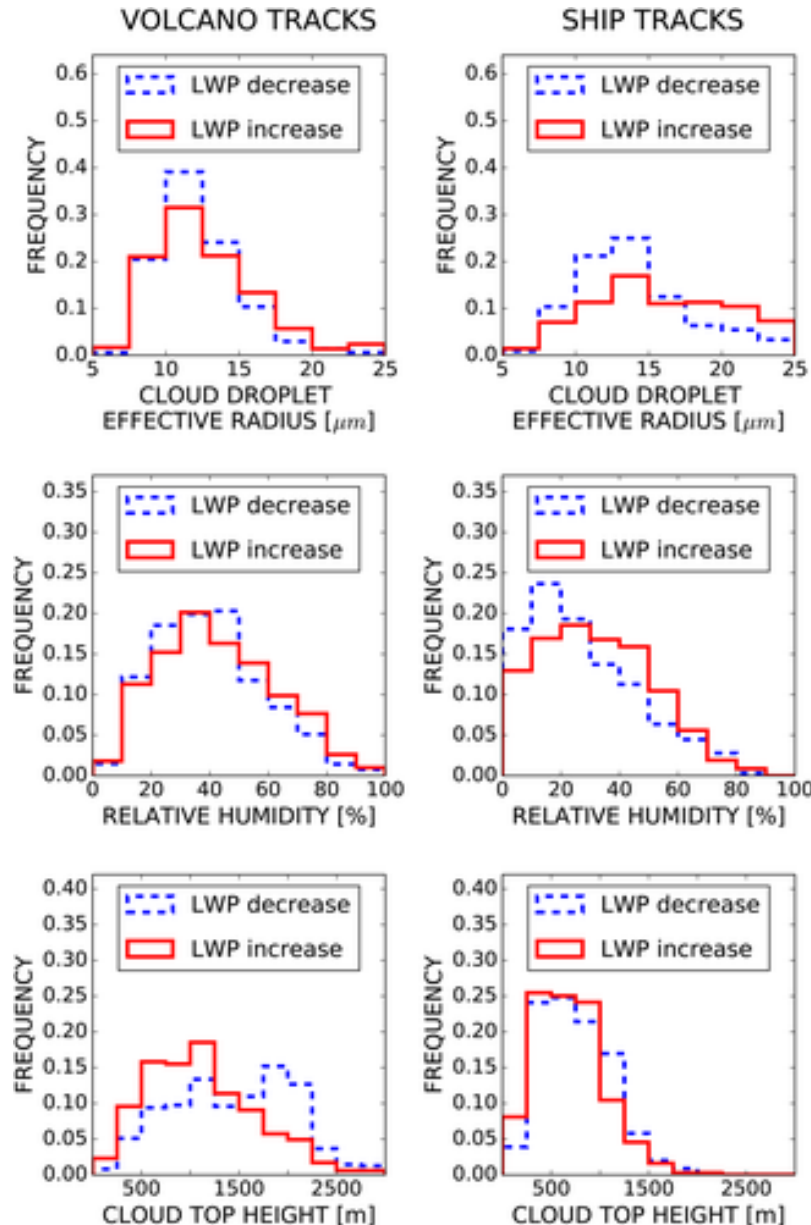 VOLCANO TRACKS
SHIP TRACKS
0.6
0.5
0.4
0.3
0.2
0.1
0.0
FREQUENCY
LWP decrease
LWP increase
5 10 15 20 25
CLOUD DROPLET
EFFECTIVE RADIUS [μm]
0.6
0.5
0.4
0.3
0.2
0.1
0.0
FREQUENCY
LWP decrease
LWP increase
5 10 15 20 25
CLOUD DROPLET
EFFECTIVE RADIUS [μm]
0.35
0.30
0.25
0.20
0.15
0.10
0.05
0.00
FREQUENCY
LWP decrease
LWP increase
0 20 40 60 80 100
RELATIVE HUMIDITY [%]
0.35
0.30
0.25
0.20
0.15
0.10
0.05
0.00
FREQUENCY
LWP decrease
LWP increase
0 20 40 60 80 100
RELATIVE HUMIDITY [%]
0.40
0.35
0.30
0.25
0.20
0.15
0.10
0.05
0.00
FREQUENCY
LWP decrease
LWP increase
500 1500 2500
CLOUD TOP HEIGHT [m]
0.40
0.35
0.30
0.25
0.20
0.15
0.10
0.05
0.00
FREQUENCY
LWP decrease
LWP increase
500 1500 2500
CLOUD TOP HEIGHT [m]